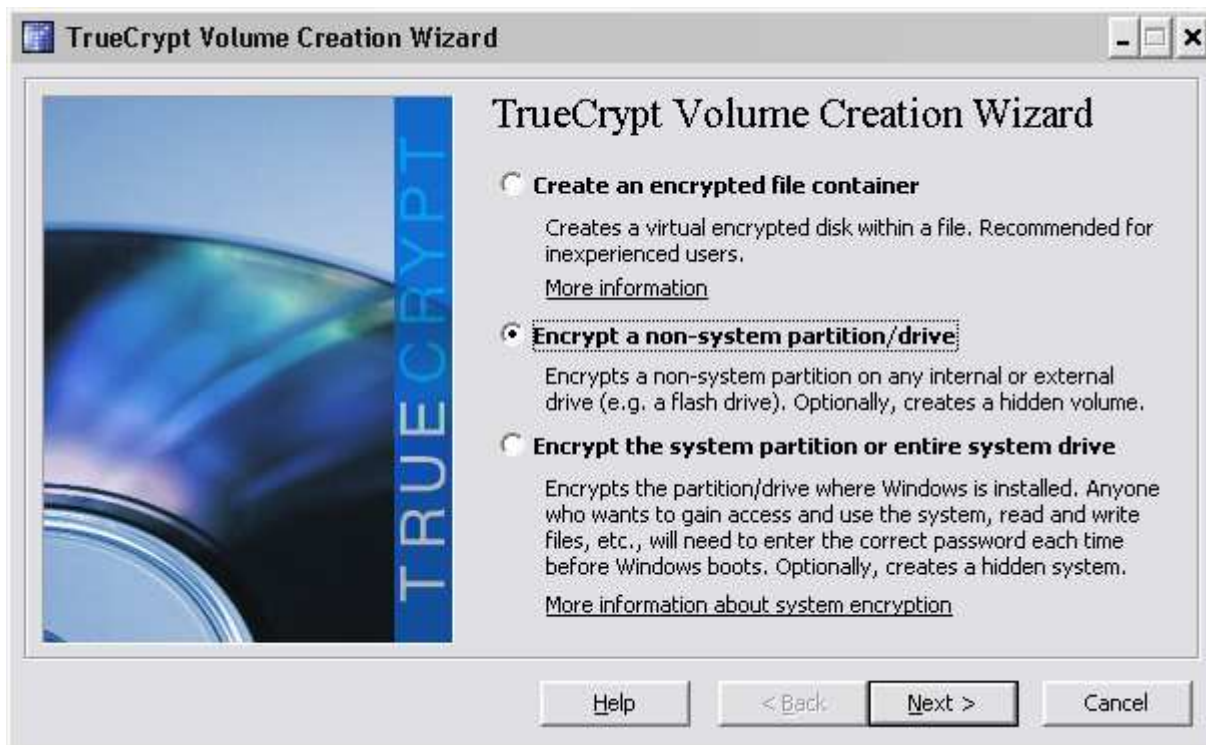 TrueCrypt Volume Creation Wizard
TRUECRYPT
TrueCrypt Volume Creation Wizard
Create an encrypted file container
Creates a virtual encrypted disk within a file. Recommended for
inexperienced users.
More information
Encrypt a non-system partition/drive
Encrypts a non-system partition on any internal or external
drive (e.g. a flash drive). Optionally, creates a hidden volume.
Encrypt the system partition or entire system drive
Encrypts the partition/drive where Windows is installed. Anyone
who wants to gain access and use the system, read and write
files, etc., will need to enter the correct password each time
before Windows boots. Optionally, creates a hidden system.
More information about system encryption
Help
< Back
Next >
Cancel